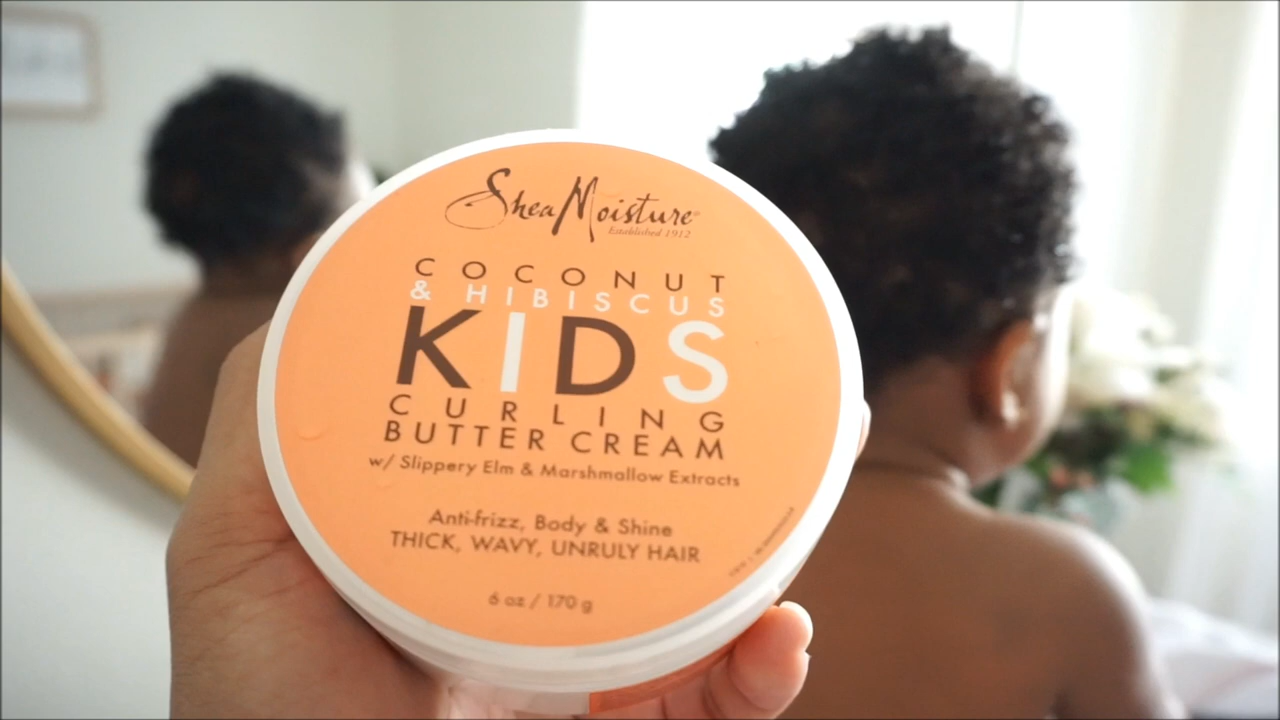 SheaMoisture®
Established 1912
COCONUT
& HIBISCUS
KIDS
CURLING
BUTTER CREAM
w/ Slippery Elm & Marshmallow Extracts
Anti-frizz, Body & Shine
THICK, WAVY, UNRULY HAIR
6 oz / 170 g